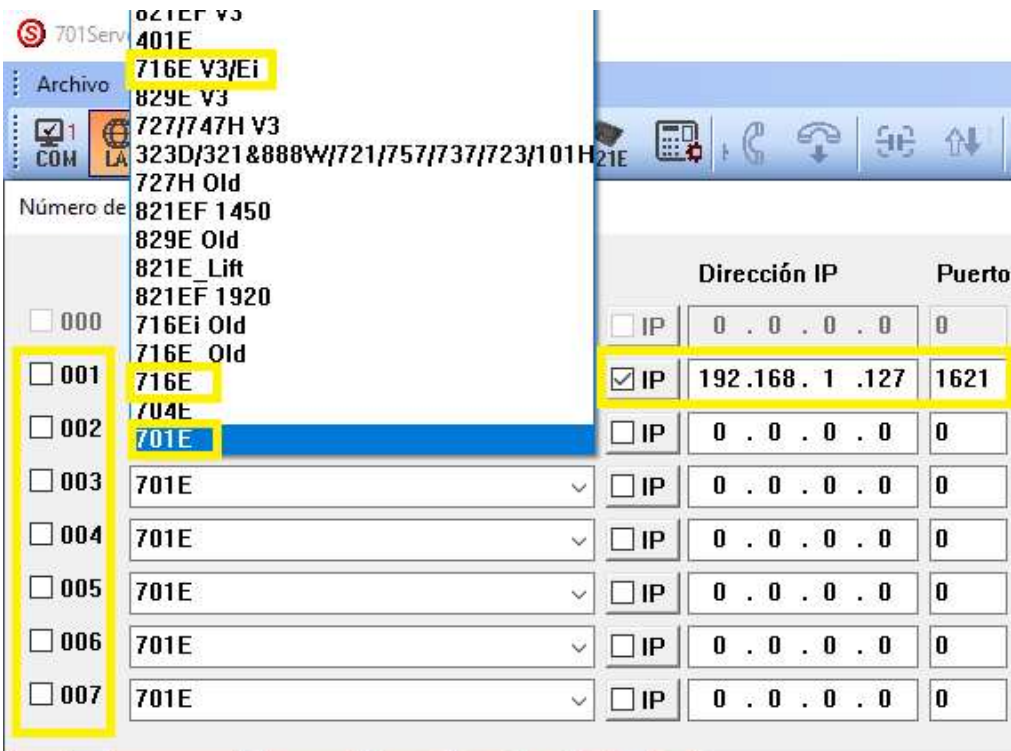 821EF V3
701Serv
401E
716E V3/Ei
Archivo
829E V3
727/747H V3
COM LA 323D/321&888W/721/757/737/723/101H 21E
727H Old
Número de
821EF 1450
829E Old
821E_Lift
Dirección IP Puerto
821EF 1920
000 716Ei Old IP 0 . 0 . 0 . 0 0
716E_Old
001 716E IP 192.168. 1 .127 1621
704E
002 701E IP 0 . 0 . 0 . 0 0
003 701E IP 0 . 0 . 0 . 0 0
004 701E IP 0 . 0 . 0 . 0 0
005 701E IP 0 . 0 . 0 . 0 0
006 701E IP 0 . 0 . 0 . 0 0
007 701E IP 0 . 0 . 0 . 0 0